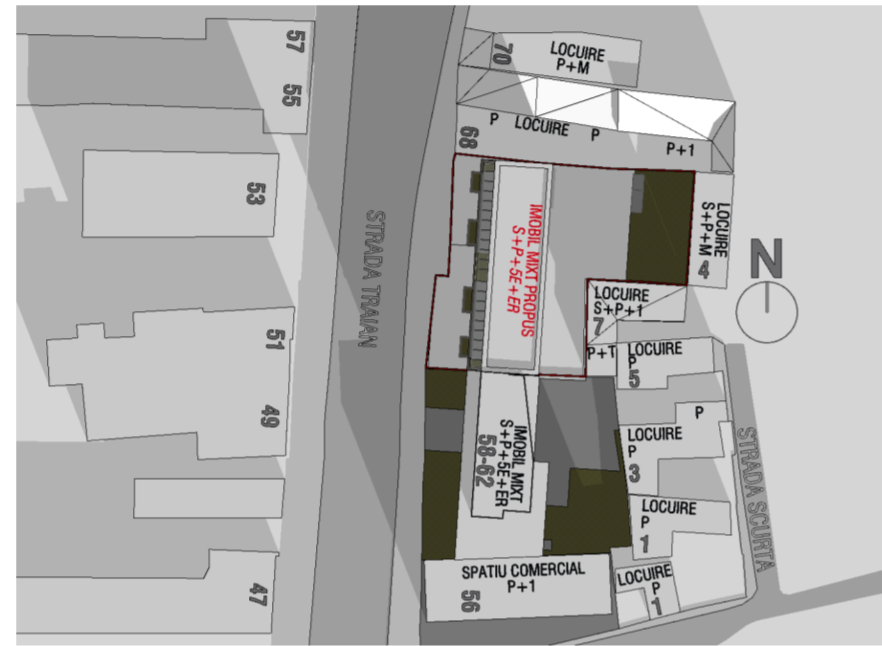 57
55
70
LOCUIRE
P+M
P LOCUIRE P
P+1
68
53
STRADA TRAIAN
IMOBIL MIXT PROPUS
S+P+5E+ER
LOCUIRE
S+P+M
4
N
LOCUIRE
S+P+1
7
P+T
LOCUIRE
P
5
51
49
IMOBIL MIXT
S+P+5E+ER
58-62
P
LOCUIRE
P
3
STRADA SCURTA
LOCUIRE
P
1
47
SPATIU COMERCIAL
P+1
56
LOCUIRE
P
1